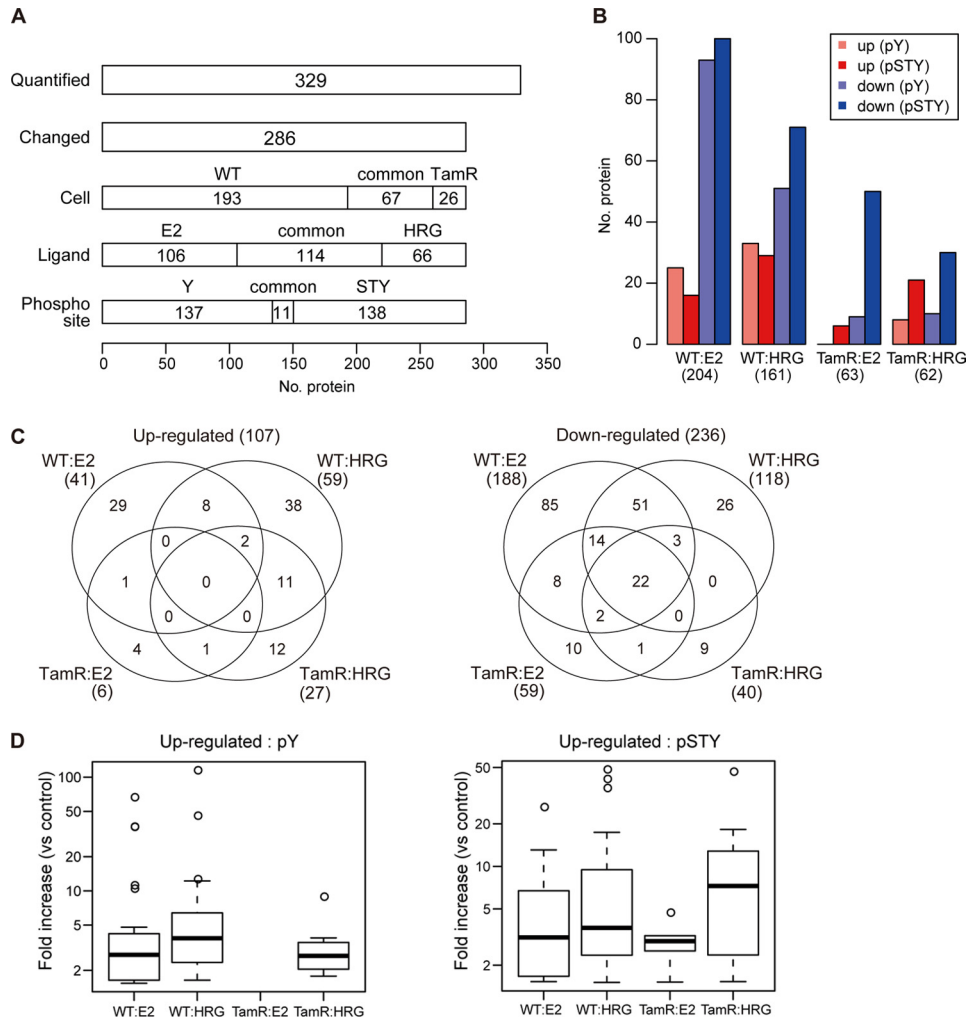 A
Quantified
329
Changed
286
WT common TamR
Cell
193 67 26
E2 common HRG
Ligand
106 114 66
Y common STY
Phospho
site
137 11 138
0 50 100 150 200 250 300 350
No. protein
B
100
80
60
40
20
0
No. protein
up (pY)
up (pSTY)
down (pY)
down (pSTY)
WT:E2 WT:HRG TamR:E2 TamR:HRG
(204) (161) (63) (62)
C
Up-regulated (107)
WT:E2
(41)
WT:HRG
(59)
29 8 38
0 2
1 0 11
0 0
4 1 12
TamR:E2
(6)
TamR:HRG
(27)
Down-regulated (236)
WT:E2
(188)
WT:HRG
(118)
85 51 26
14 3
8 22 0
2 0
10 1 9
TamR:E2
(59)
TamR:HRG
(40)
D
Up-regulated : pY
Fold increase (vs control)
100
50
20
10
5
2
WT:E2 WT:HRG TamR:E2 TamR:HRG
Up-regulated : pSTY
Fold increase (vs control)
50
20
10
5
2
WT:E2 WT:HRG TamR:E2 TamR:HRG